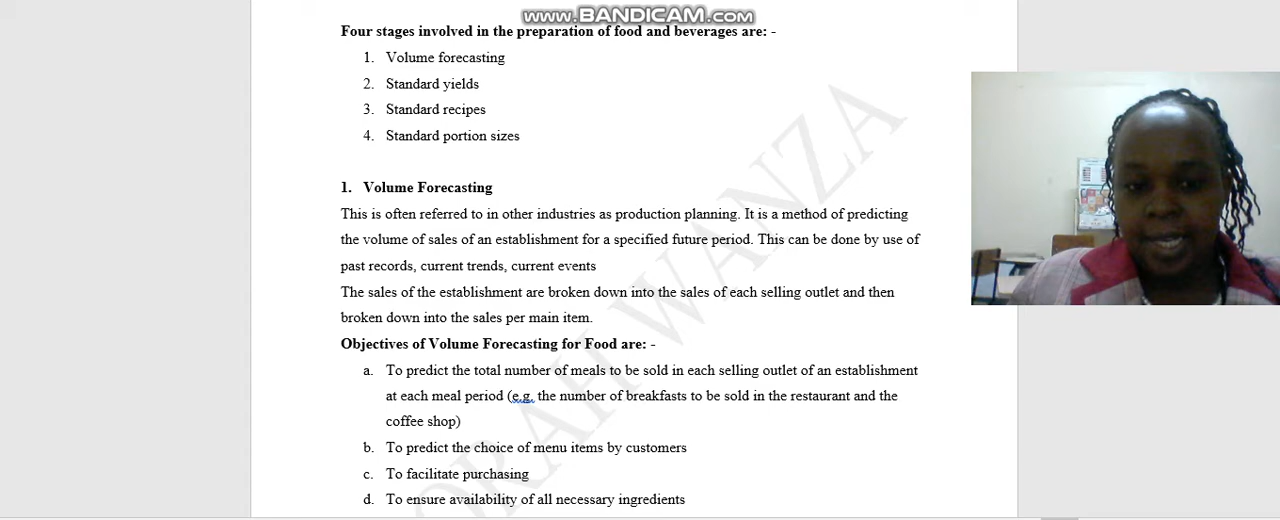 www.BANDICAM.com
Four stages involved in the preparation of food and beverages are: -
1. Volume forecasting
2. Standard yields
3. Standard recipes
4. Standard portion sizes
1. Volume Forecasting
This is often referred to in other industries as production planning. It is a method of predicting
the volume of sales of an establishment for a specified future period. This can be done by use of
past records, current trends, current events
The sales of the establishment are broken down into the sales of each selling outlet and then
broken down into the sales per main item.
Objectives of Volume Forecasting for Food are: -
a. To predict the total number of meals to be sold in each selling outlet of an establishment
at each meal period (e.g. the number of breakfasts to be sold in the restaurant and the
coffee shop)
b. To predict the choice of menu items by customers
c. To facilitate purchasing
d. To ensure availability of all necessary ingredients
ORAH WANZA